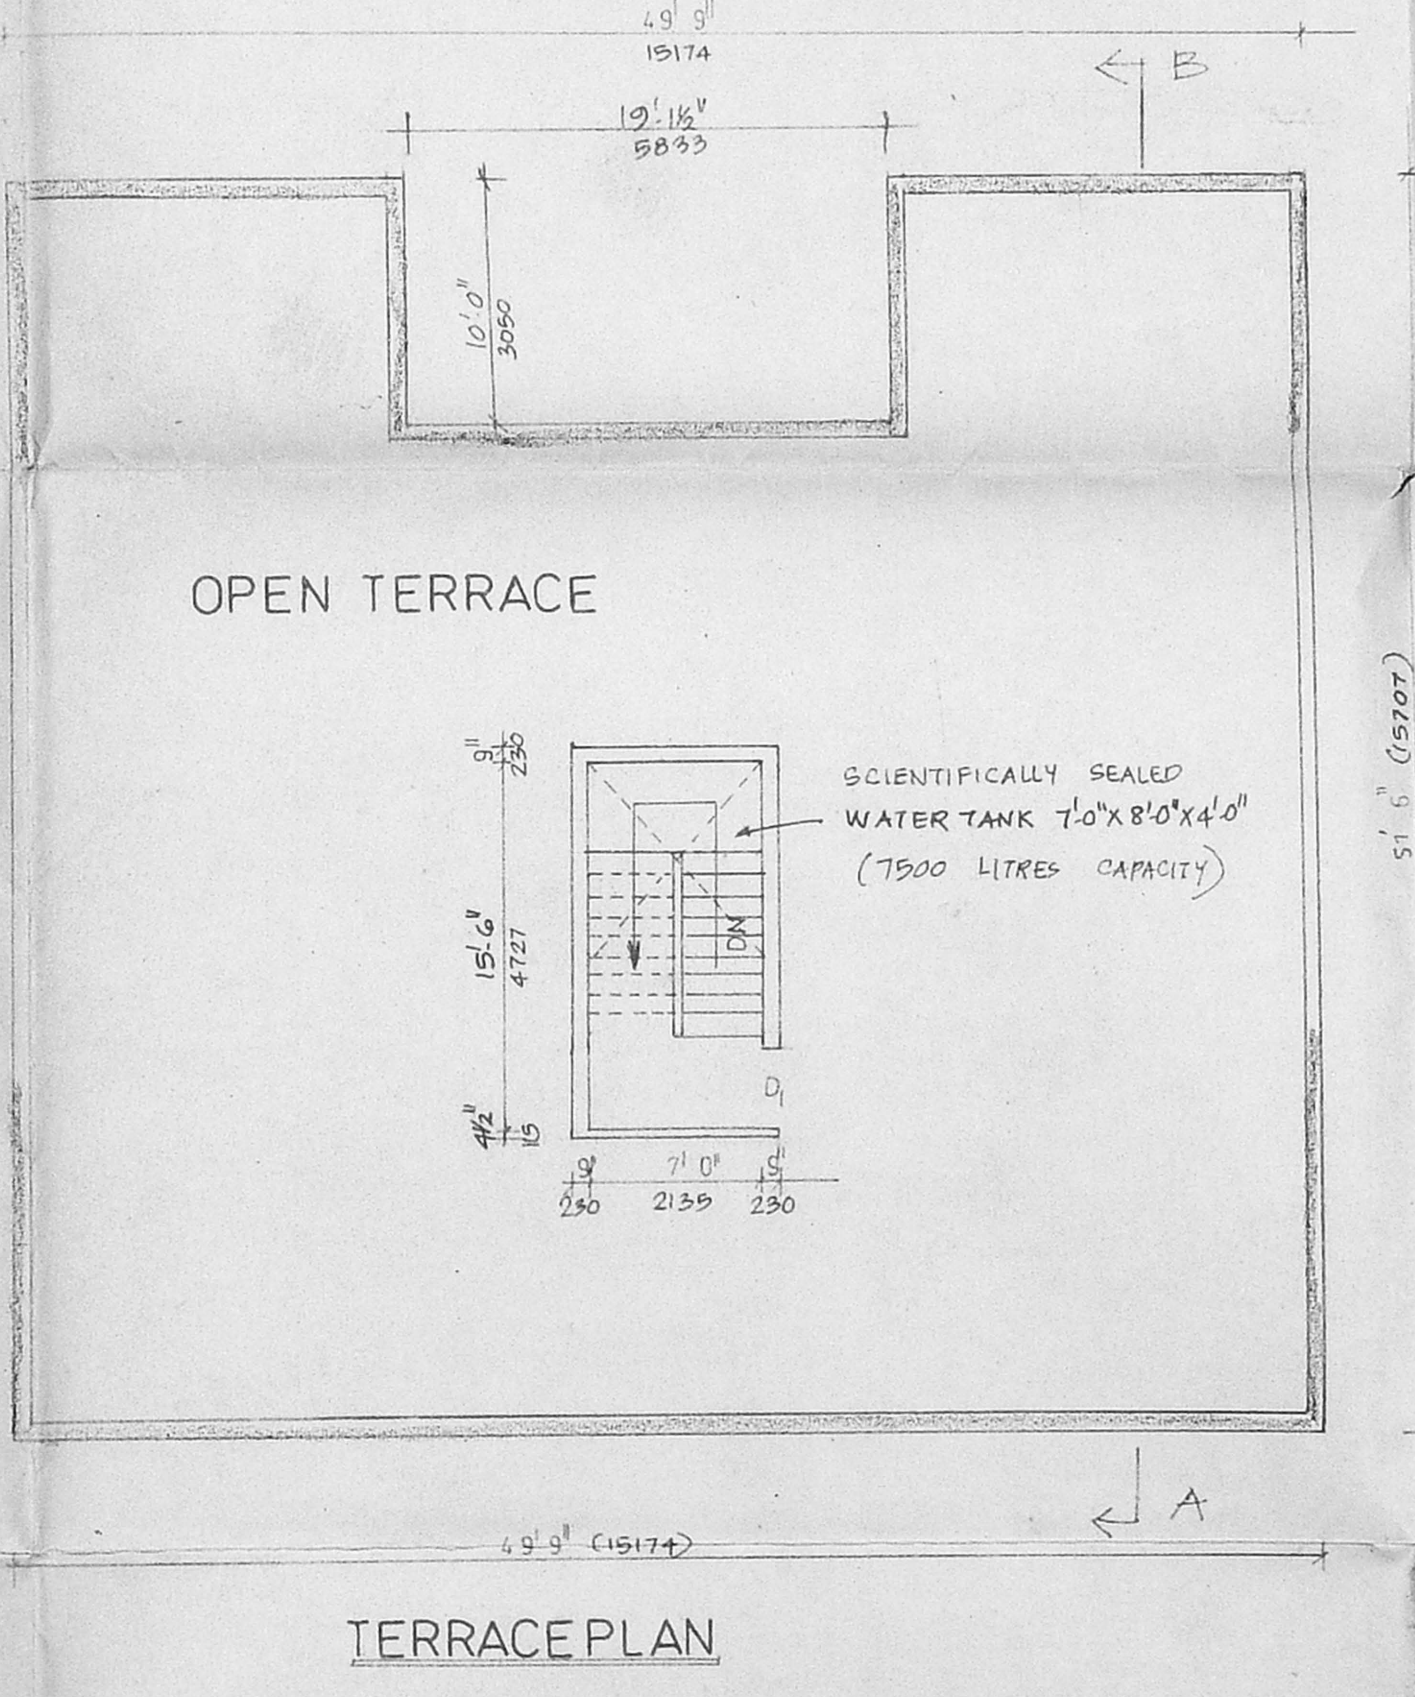 49' 9"
15174
B
19'-1½"
5833
10'-0"
3050
OPEN TERRACE
51' 6" (15707)
9"
230
SCIENTIFICALLY SEALED
WATER TANK 7'-0"X8'-0"X4'-0"
(7500 LITRES CAPACITY)
15'-6"
4727
DN
D1
4½"
115
9" 7' 0" 9"
230 2135 230
A
49' 9" (15174)
TERRACE PLAN